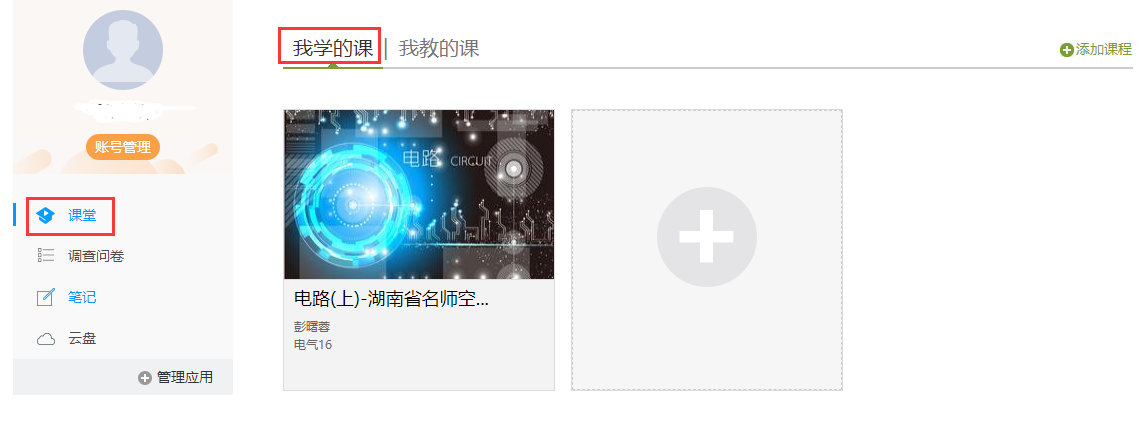 账号管理
课堂
调查问卷
笔记
云盘
管理应用
我学的课 | 我教的课
添加课程
电路 CIRCUIT
电路(上)-湖南省名师空...
彭曙蓉
电气16